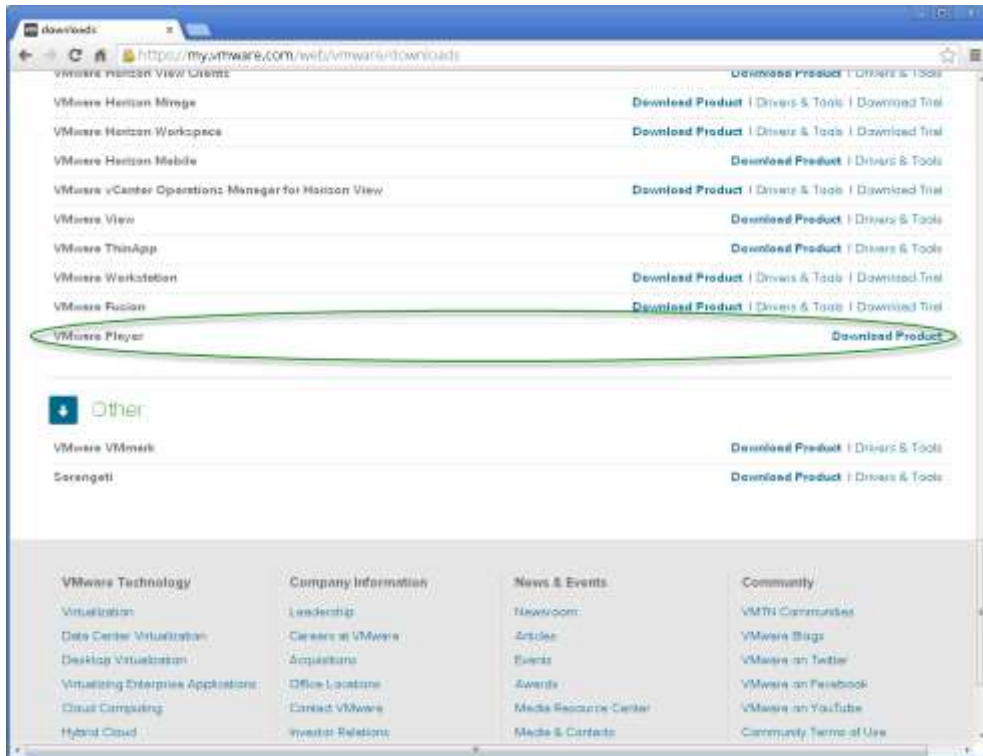 downloads
https://my.vmware.com/web/vmware/downloads
VMware Horizon View Clients Download Product | Drivers & Tools
VMware Horizon Mirage Download Product | Drivers & Tools | Download Trial
VMware Horizon Workspace Download Product | Drivers & Tools | Download Trial
VMware Horizon Mobile Download Product | Drivers & Tools
VMware vCenter Operations Manager for Horizon View Download Product | Drivers & Tools | Download Trial
VMware View Download Product | Drivers & Tools
VMware ThinApp Download Product | Drivers & Tools
VMware Workstation Download Product | Drivers & Tools | Download Trial
VMware Fusion Download Product | Drivers & Tools | Download Trial
VMware Player Download Product
Other
VMware VMmark Download Product | Drivers & Tools
Serengeti Download Product | Drivers & Tools
VMware Technology Company Information News & Events Community
Virtualization Leadership Newsroom VMTN Communities
Data Center Virtualization Careers at VMware Articles VMware Blogs
Desktop Virtualization Acquisitions Events VMware on Twitter
Virtualizing Enterprise Applications Office Locations Awards VMware on Facebook
Cloud Computing Contact VMware Media Resource Center VMware on YouTube
Hybrid Cloud Investor Relations Media & Contacts Community Terms of Use